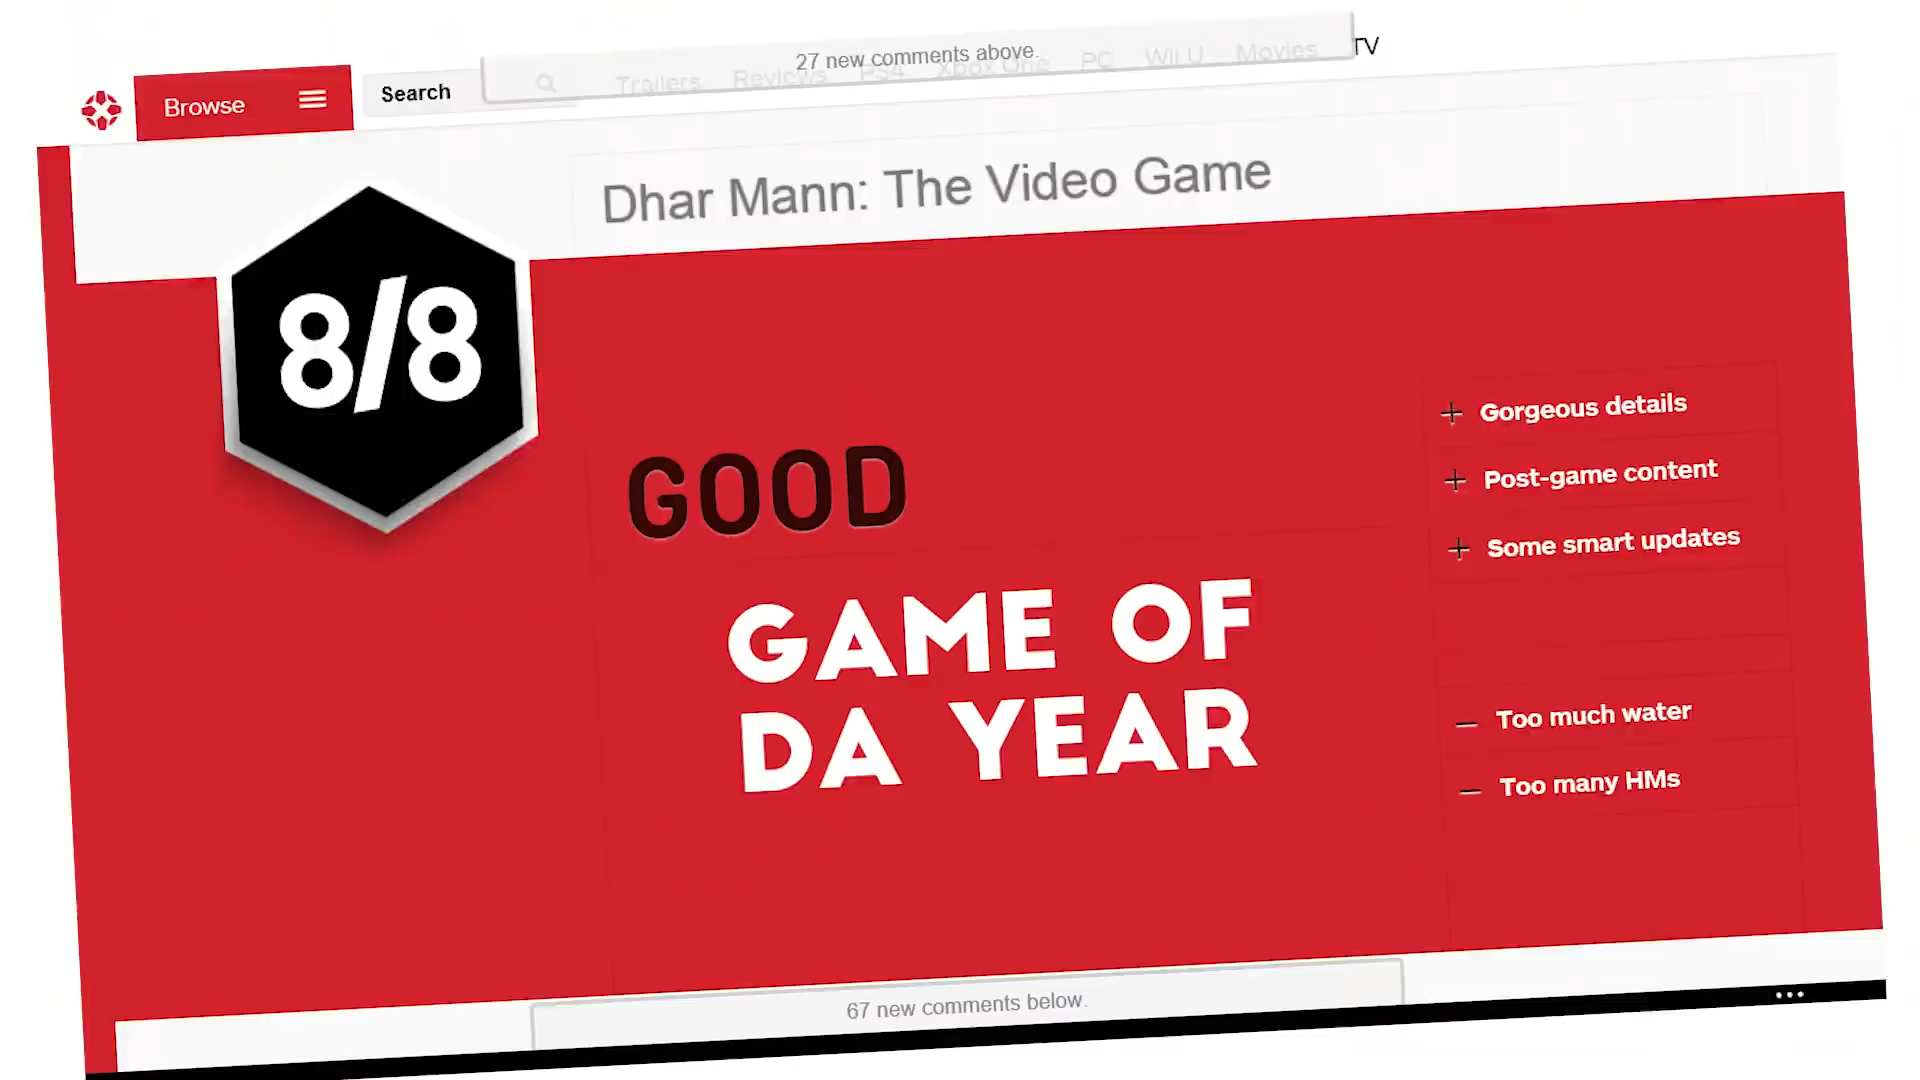 27 new comments above.
Browse
Search
Trailers Reviews PS4 Xbox One PC WII U Movies TV
Dhar Mann: The Video Game
8/8
GOOD
GAME OF
DA YEAR
+ Gorgeous details
+ Post-game content
+ Some smart updates
– Too much water
– Too many HMs
67 new comments below.